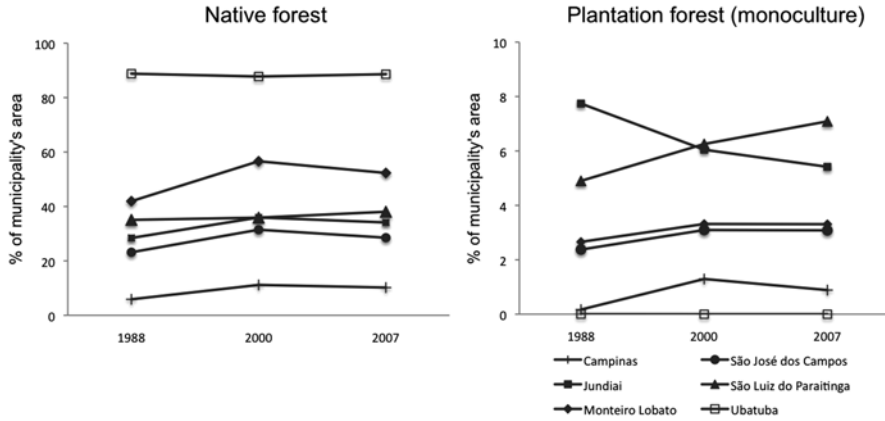 Native forest
% of municipality's area
100
80
60
40
20
0
1988
2000
2007
Plantation forest (monoculture)
% of municipality's area
10
8
6
4
2
0
1988
2000
2007
Campinas
São José dos Campos
Jundiai
São Luiz do Paraitinga
Monteiro Lobato
Ubatuba